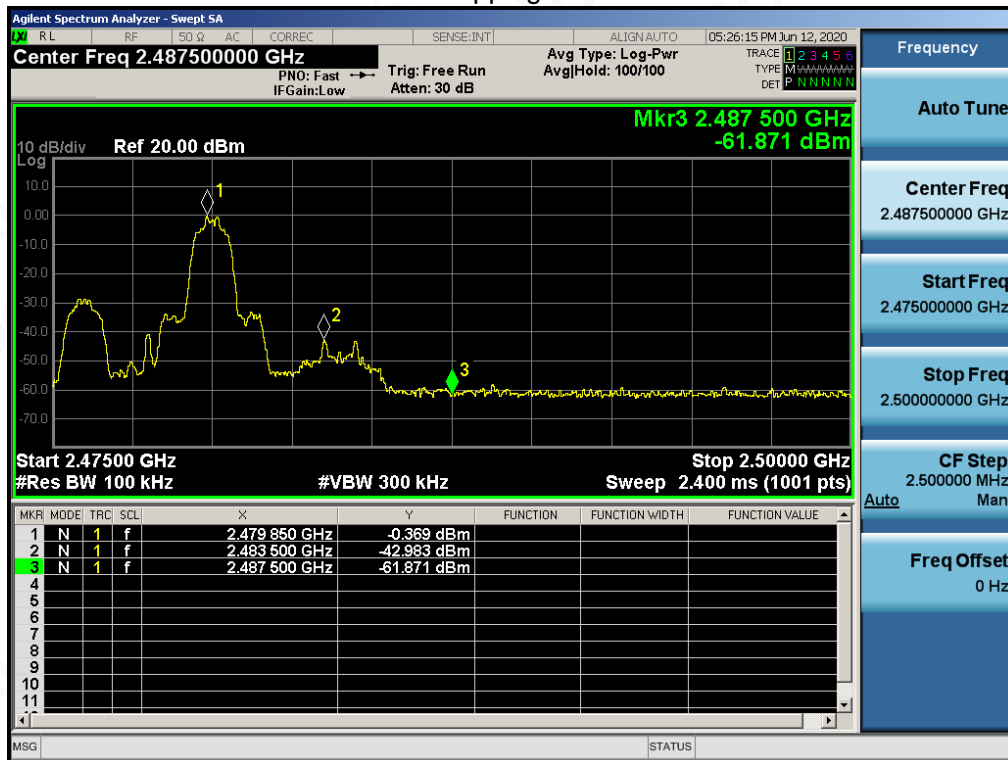 Agilent Spectrum Analyzer - Swept SA
LXI RL RF 50 Ω AC CORREC SENSE:INT ALIGN AUTO 05:26:15 PM Jun 12, 2020
Center Freq 2.487500000 GHz
PNO: Fast
IFGain:Low
Trig: Free Run
Atten: 30 dB
Avg Type: Log-Pwr
Avg|Hold: 100/100
TRACE 1 2 3 4 5 6
TYPE M WWWWW
DET P N N N N N
Mkr3 2.487 500 GHz
-61.871 dBm
10 dB/div Ref 20.00 dBm
Log
10.0
0.00
-10.0
-20.0
-30.0
-40.0
-50.0
-60.0
-70.0
1
2
3
Start 2.47500 GHz Stop 2.50000 GHz
#Res BW 100 kHz #VBW 300 kHz Sweep 2.400 ms (1001 pts)
MKR MODE TRC SCL X Y FUNCTION FUNCTION WIDTH FUNCTION VALUE
1 N 1 f 2.479 850 GHz -0.369 dBm
2 N 1 f 2.483 500 GHz -42.983 dBm
3 N 1 f 2.487 500 GHz -61.871 dBm
4
5
6
7
8
9
10
11
MSG STATUS
Frequency
Auto Tune
Center Freq
2.487500000 GHz
Start Freq
2.475000000 GHz
Stop Freq
2.500000000 GHz
CF Step
2.500000 MHz
Auto Man
Freq Offset
0 Hz